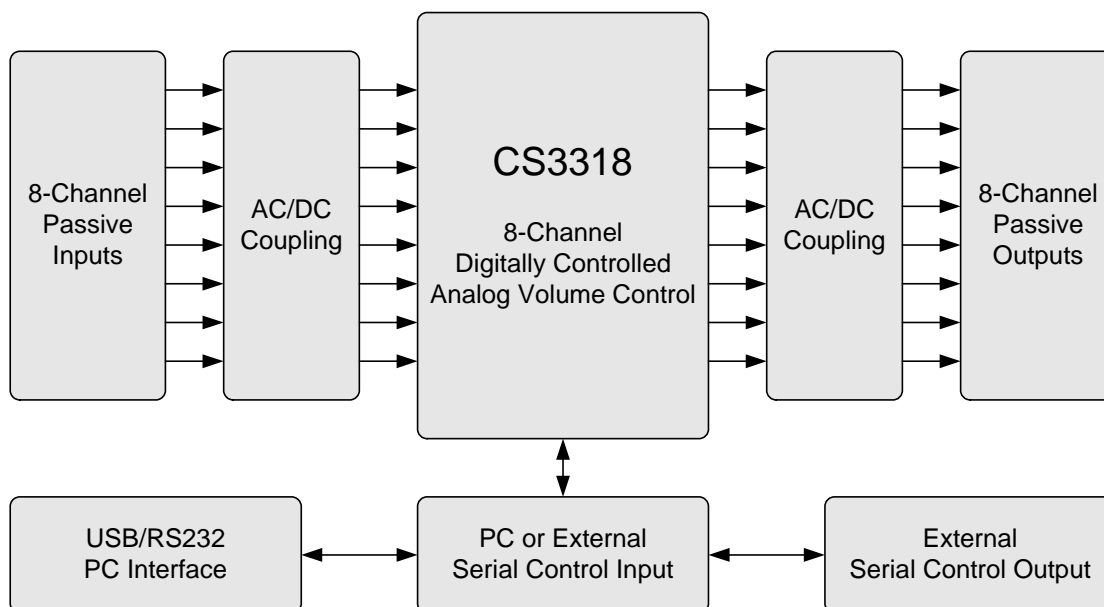 8-Channel
Passive
Inputs
AC/DC
Coupling
CS3318
8-Channel
Digitally Controlled
Analog Volume Control
AC/DC
Coupling
8-Channel
Passive
Outputs
USB/RS232
PC Interface
PC or External
Serial Control Input
External
Serial Control Output